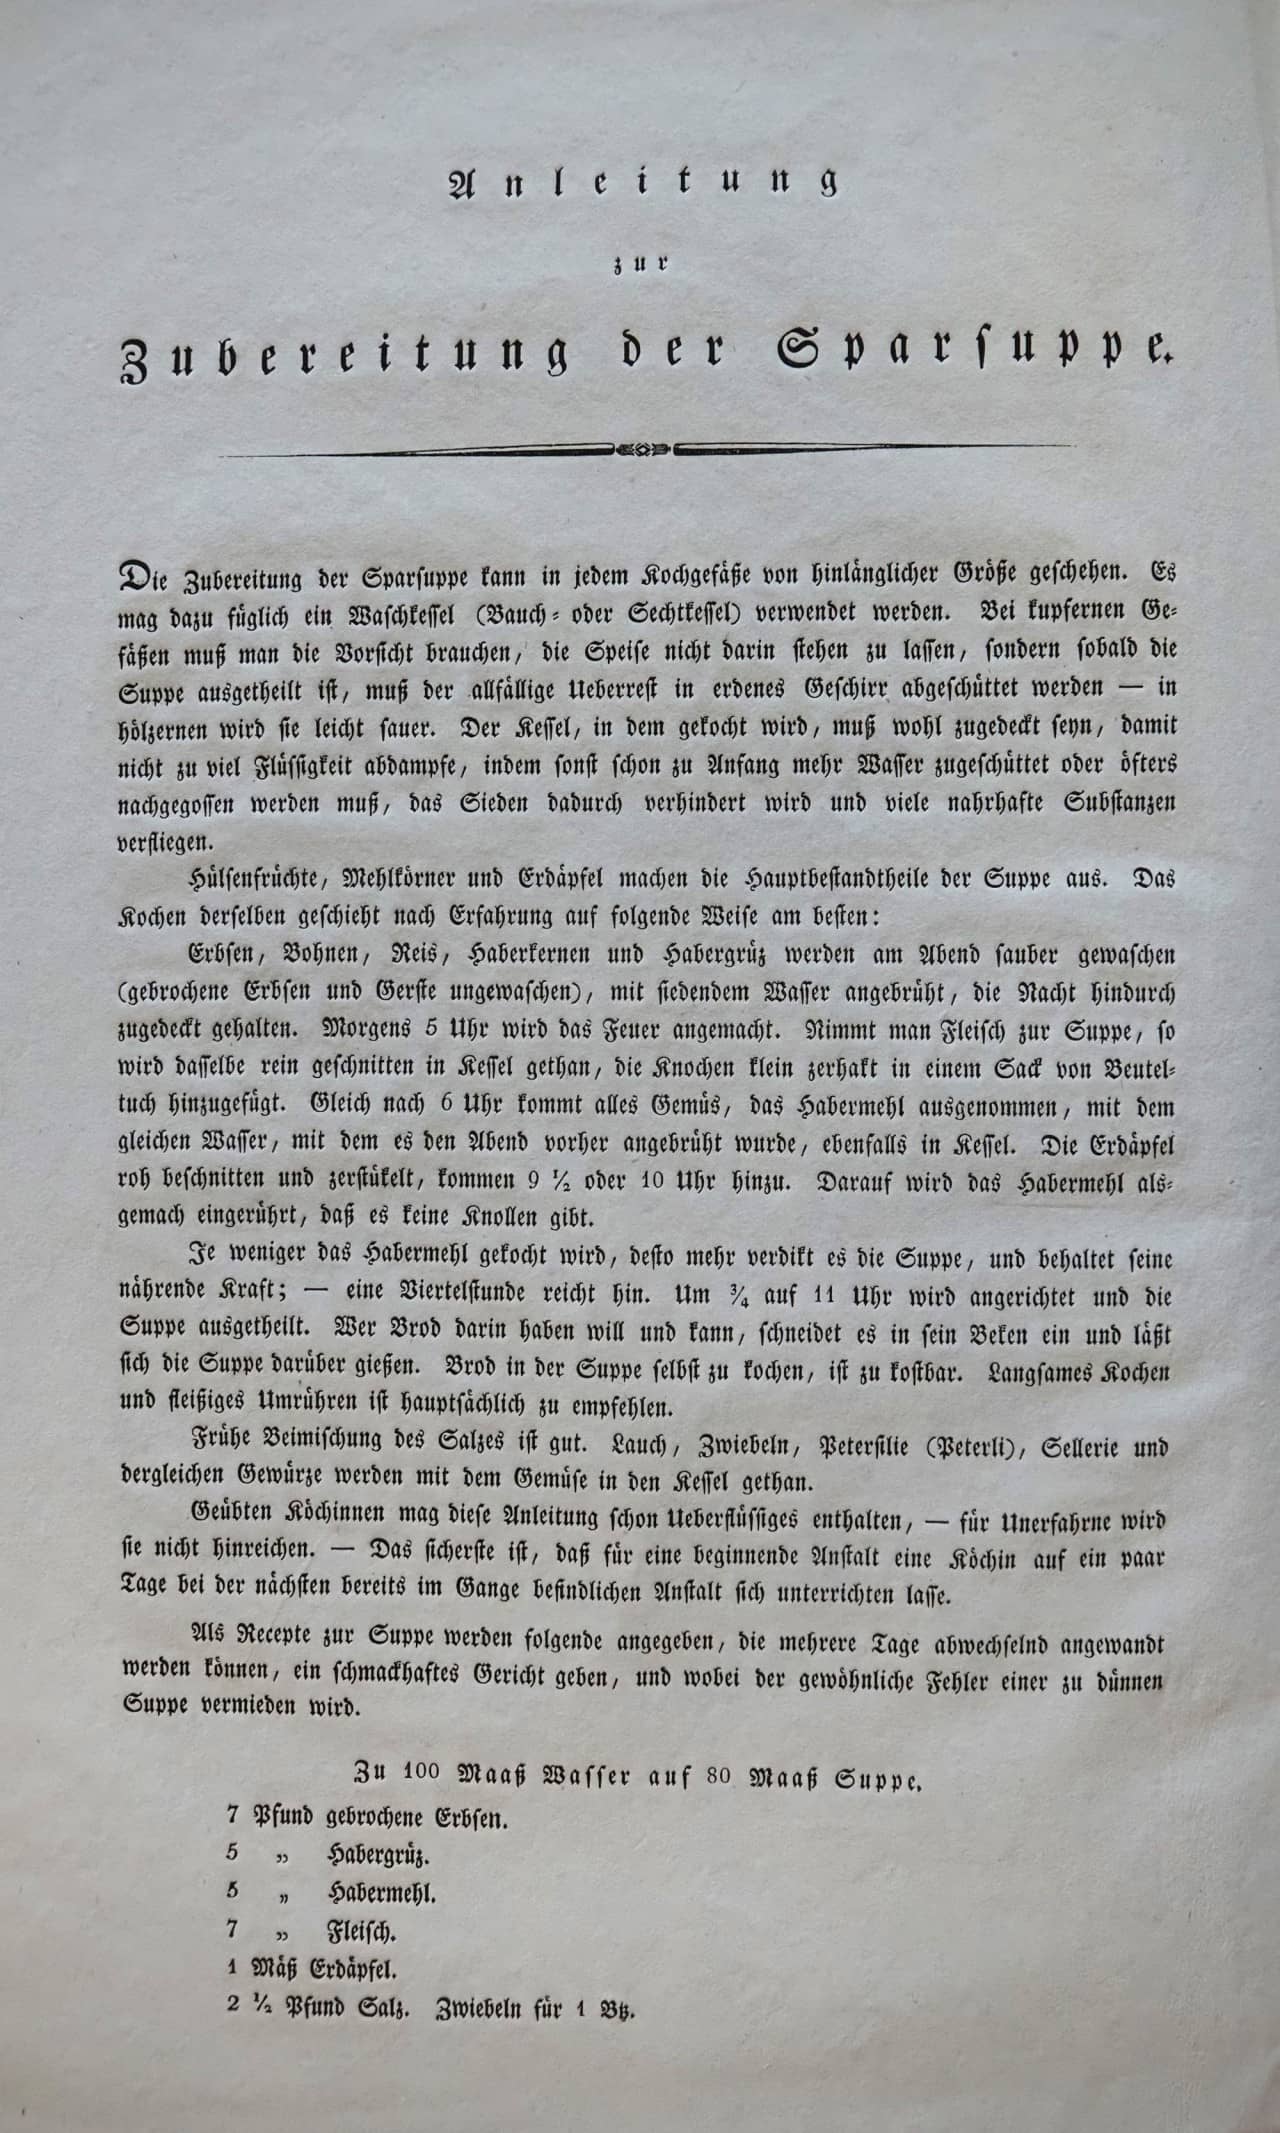 Anleitung
zur
Zubereitung der Sparsuppe.
Die Zubereitung der Sparsuppe kann in jedem Kochgefäße von hinlänglicher Größe geschehen. Es
mag dazu füglich ein Waschkessel (Bauch- oder Sechtkessel) verwendet werden. Bei kupfernen Ge-
fäßen muß man die Vorsicht brauchen, die Speise nicht darin stehen zu lassen, sondern sobald die
Suppe ausgetheilt ist, muß der allfällige Ueberrest in erdenes Geschirr abgeschüttet werden — in
hölzernen wird sie leicht sauer. Der Kessel, in dem gekocht wird, muß wohl zugedeckt seyn, damit
nicht zu viel Flüssigkeit abdampfe, indem sonst schon zu Anfang mehr Wasser zugeschüttet oder öfters
nachgegossen werden muß, das Sieden dadurch verhindert wird und viele nahrhafte Substanzen
verfliegen.
Hülsenfrüchte, Mehlkörner und Erdäpfel machen die Hauptbestandtheile der Suppe aus. Das
Kochen derselben geschieht nach Erfahrung auf folgende Weise am besten:
Erbsen, Bohnen, Reis, Haberkernen und Habergrüz werden am Abend sauber gewaschen
(gebrochene Erbsen und Gerste ungewaschen), mit siedendem Wasser angebrüht, die Nacht hindurch
zugedeckt gehalten. Morgens 5 Uhr wird das Feuer angemacht. Nimmt man Fleisch zur Suppe, so
wird dasselbe rein geschnitten in Kessel gethan, die Knochen klein zerhakt in einem Sack von Beutel-
tuch hinzugefügt. Gleich nach 6 Uhr kommt alles Gemüs, das Habermehl ausgenommen, mit dem
gleichen Wasser, mit dem es den Abend vorher angebrüht wurde, ebenfalls in Kessel. Die Erdäpfel
roh beschnitten und zerstükelt, kommen 9 ½ oder 10 Uhr hinzu. Darauf wird das Habermehl als-
gemach eingerührt, daß es keine Knollen gibt.
Je weniger das Habermehl gekocht wird, desto mehr verdikt es die Suppe, und behaltet seine
nährende Kraft; — eine Viertelstunde reicht hin. Um ¾ auf 11 Uhr wird angerichtet und die
Suppe ausgetheilt. Wer Brod darin haben will und kann, schneidet es in sein Beken ein und läßt
sich die Suppe darüber gießen. Brod in der Suppe selbst zu kochen, ist zu kostbar. Langsames Kochen
und fleißiges Umrühren ist hauptsächlich zu empfehlen.
Frühe Beimischung des Salzes ist gut. Lauch, Zwiebeln, Petersilie (Peterli), Sellerie und
dergleichen Gewürze werden mit dem Gemüse in den Kessel gethan.
Geübten Köchinnen mag diese Anleitung schon Ueberflüssiges enthalten, — für Unerfahrne wird
sie nicht hinreichen. — Das sicherste ist, daß für eine beginnende Anstalt eine Köchin auf ein paar
Tage bei der nächsten bereits im Gange befindlichen Anstalt sich unterrichten lasse.
Als Recepte zur Suppe werden folgende angegeben, die mehrere Tage abwechselnd angewandt
werden können, ein schmackhaftes Gericht geben, und wobei der gewöhnliche Fehler einer zu dünnen
Suppe vermieden wird.
Zu 100 Maaß Wasser auf 80 Maaß Suppe.
7 Pfund gebrochene Erbsen.
5 „ Habergrüz.
5 „ Habermehl.
7 „ Fleisch.
1 Mäß Erdäpfel.
2 ½ Pfund Salz. Zwiebeln für 1 Btz.